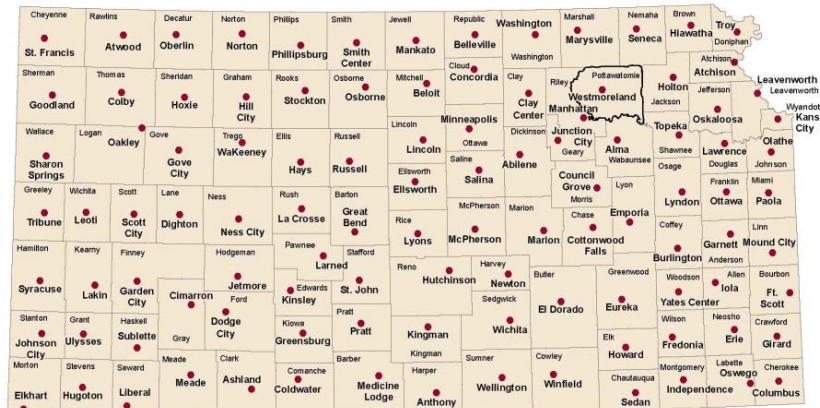 Cheyenne
St. Francis
Rawlins
Atwood
Decatur
Oberlin
Norton
Norton
Phillips
Phillipsburg
Smith
Smith
Center
Jewell
Mankato
Republic
Belleville
Washington
Washington
Marshall
Marysville
Nemaha
Seneca
Brown
Hiawatha
Troy
Doniphan
Sherman
Goodland
Thomas
Colby
Sheridan
Hoxie
Graham
Hill
City
Rooks
Stockton
Osborne
Osborne
Mitchell
Beloit
Cloud
Concordia
Clay
Clay
Center
Riley
Manhattan
Pottawatomie
Westmoreland
Jackson
Holton
Atchison
Atchison
Jefferson
Oskaloosa
Leavenworth
Leavenworth
Wyandot
Kans
City
Wallace
Sharon
Springs
Logan
Oakley
Gove
Gove
City
Trego
WaKeeney
Ellis
Hays
Russell
Russell
Lincoln
Lincoln
Minneapolis
Ottawa
Ellsworth
Ellsworth
Saline
Salina
Dickinson
Abilene
Junction
City
Geary
Alma
Wabaunsee
Topeka
Shawnee
Lawrence
Douglas
Olathe
Johnson
Greeley
Tribune
Wichita
Leoti
Scott
Scott
City
Lane
Dighton
Ness
Ness City
Rush
La Crosse
Barton
Great
Bend
Rice
Lyons
McPherson
McPherson
Marion
Marion
Council
Grove
Morris
Chase
Cottonwood
Falls
Lyon
Emporia
Osage
Lyndon
Franklin
Ottawa
Miami
Paola
Hamilton
Syracuse
Kearny
Lakin
Finney
Garden
City
Hodgeman
Jetmore
Pawnee
Larned
Stafford
St. John
Edwards
Kinsley
Reno
Hutchinson
Harvey
Newton
Butler
El Dorado
Greenwood
Eureka
Coffey
Burlington
Garnett
Anderson
Linn
Mound City
Stanton
Johnson
City
Grant
Ulysses
Haskell
Sublette
Gray
Cimarron
Ford
Dodge
City
Kiowa
Greensburg
Pratt
Pratt
Kingman
Kingman
Sedgwick
Wichita
Woodson
Yates Center
Allen
Iola
Bourbon
Ft.
Scott
Wilson
Fredonia
Neosho
Erie
Crawford
Girard
Elk
Howard
Morton
Elkhart
Stevens
Hugoton
Seward
Liberal
Meade
Meade
Clark
Ashland
Comanche
Coldwater
Barber
Medicine
Lodge
Harper
Anthony
Sumner
Wellington
Cowley
Winfield
Chautauqua
Sedan
Montgomery
Independence
Labette
Oswego
Cherokee
Columbus